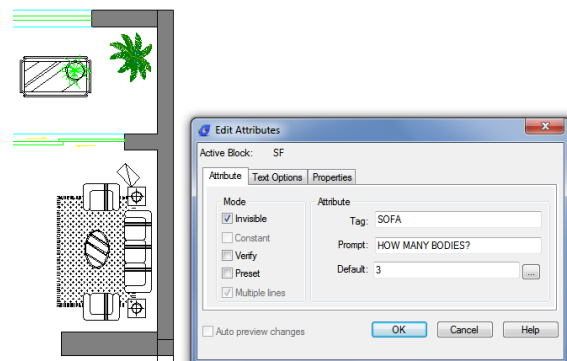 Edit Attributes
Active Block: SF
Attribute Text Options Properties
Mode Attribute
Invisible Tag: SOFA
Constant
Verify Prompt: HOW MANY BODIES?
Preset Default: 3 ...
Multiple lines
Auto preview changes OK Cancel Help